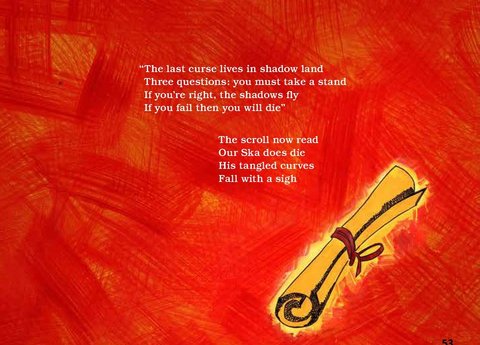 “The last curse lives in shadow land
Three questions: you must take a stand
If you're right, the shadows fly
If you fail then you will die”
The scroll now read
Our Ska does die
His tangled curves
Fall with a sigh
53